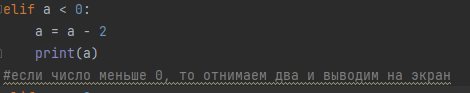 elif a < 0:
    a = a - 2
    print(a)
#если число меньше 0, то отнимаем два и выводим на экран